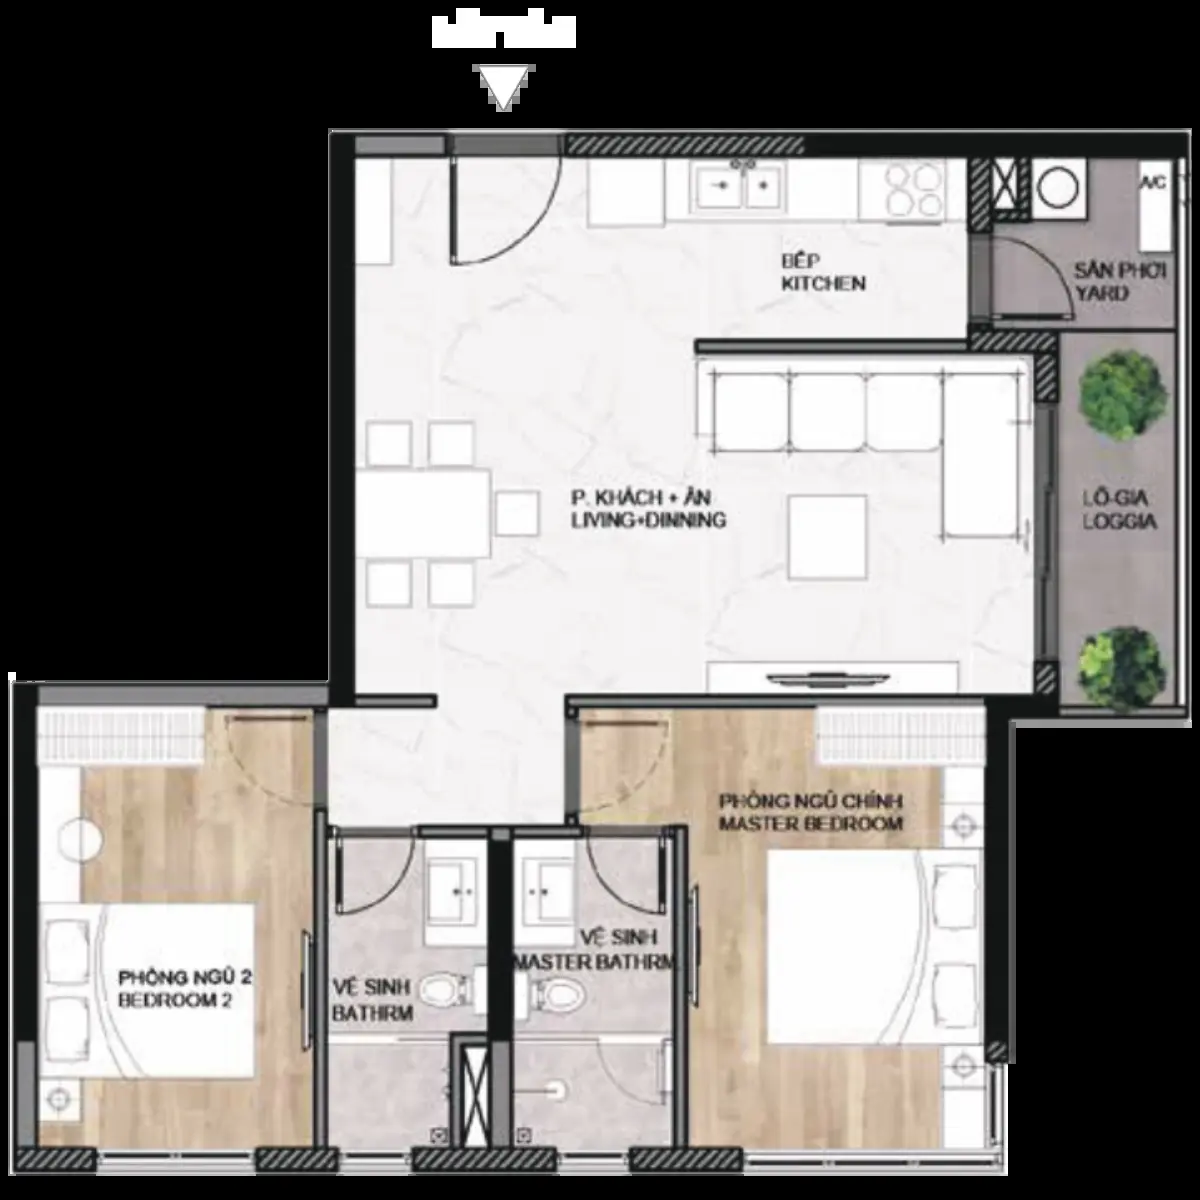 A/C
BẾP
KITCHEN
SÂN PHƠI
YARD
P. KHÁCH + ĂN
LIVING+DINNING
LÔ-GIA
LOGGIA
PHÒNG NGỦ CHÍNH
MASTER BEDROOM
VỆ SINH
MASTER BATHRM
PHÒNG NGỦ 2
BEDROOM 2
VỆ SINH
BATHRM